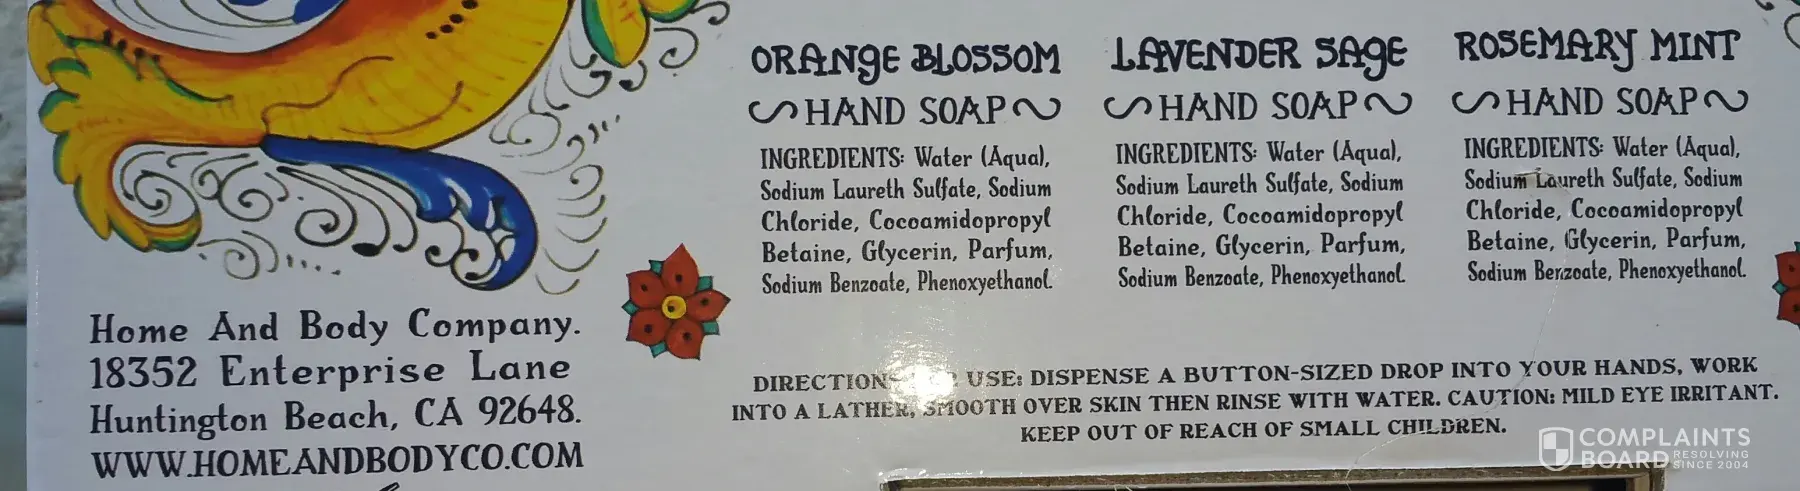 ORANGE BLOSSOM
HAND SOAP
INGREDIENTS: Water (Aqua),
Sodium Laureth Sulfate, Sodium
Chloride, Cocoamidopropyl
Betaine, Glycerin, Parfum,
Sodium Benzoate, Phenoxyethanol.
LAVENDER SAGE
HAND SOAP
INGREDIENTS: Water (Aqua),
Sodium Laureth Sulfate, Sodium
Chloride, Cocoamidopropyl
Betaine, Glycerin, Parfum,
Sodium Benzoate, Phenoxyethanol.
ROSEMARY MINT
HAND SOAP
INGREDIENTS: Water (Aqua),
Sodium Laureth Sulfate, Sodium
Chloride, Cocoamidopropyl
Betaine, Glycerin, Parfum,
Sodium Benzoate, Phenoxyethanol.
Home And Body Company.
18352 Enterprise Lane
Huntington Beach, CA 92648.
WWW.HOMEANDBODYCO.COM
USE: DISPENSE A BUTTON-SIZED DROP INTO YOUR HANDS, WORK
INTO A LATHER, SMOOTH OVER SKIN THEN RINSE WITH WATER. CAUTION: MILD EYE IRRITANT.
KEEP OUT OF REACH OF SMALL CHILDREN.
COMPLAINTS
BOARD
RESOLVING
SINCE 2004